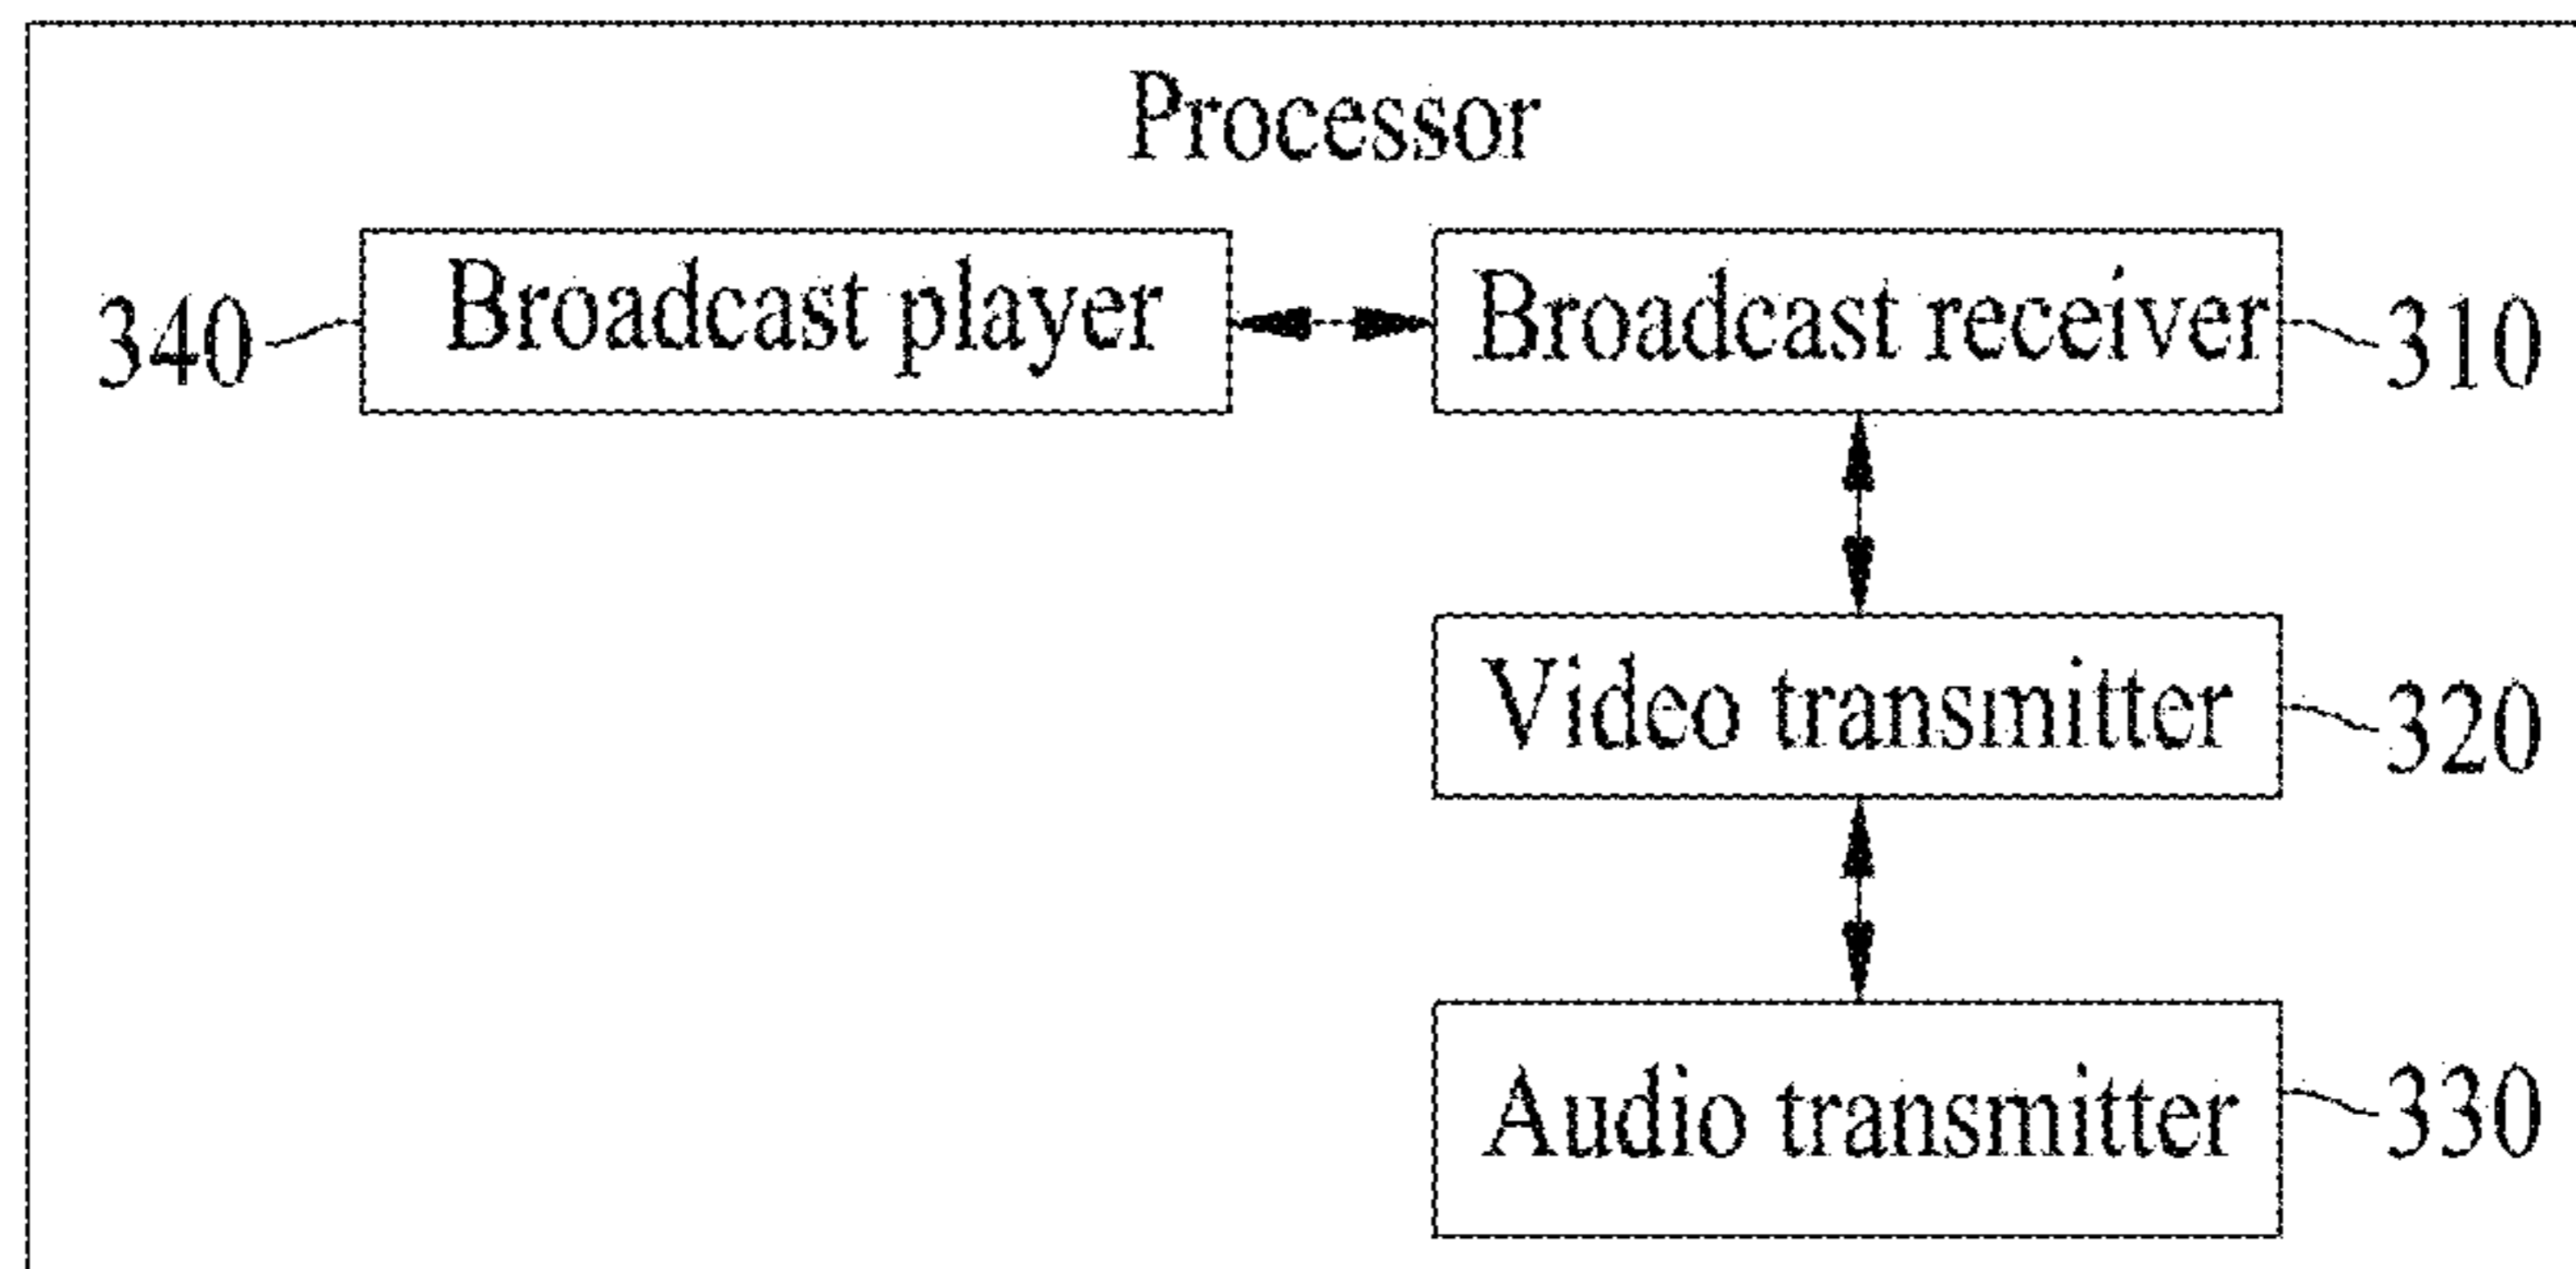 Processor
340 Broadcast player Broadcast receiver 310
Video transmitter 320
Audio transmitter 330